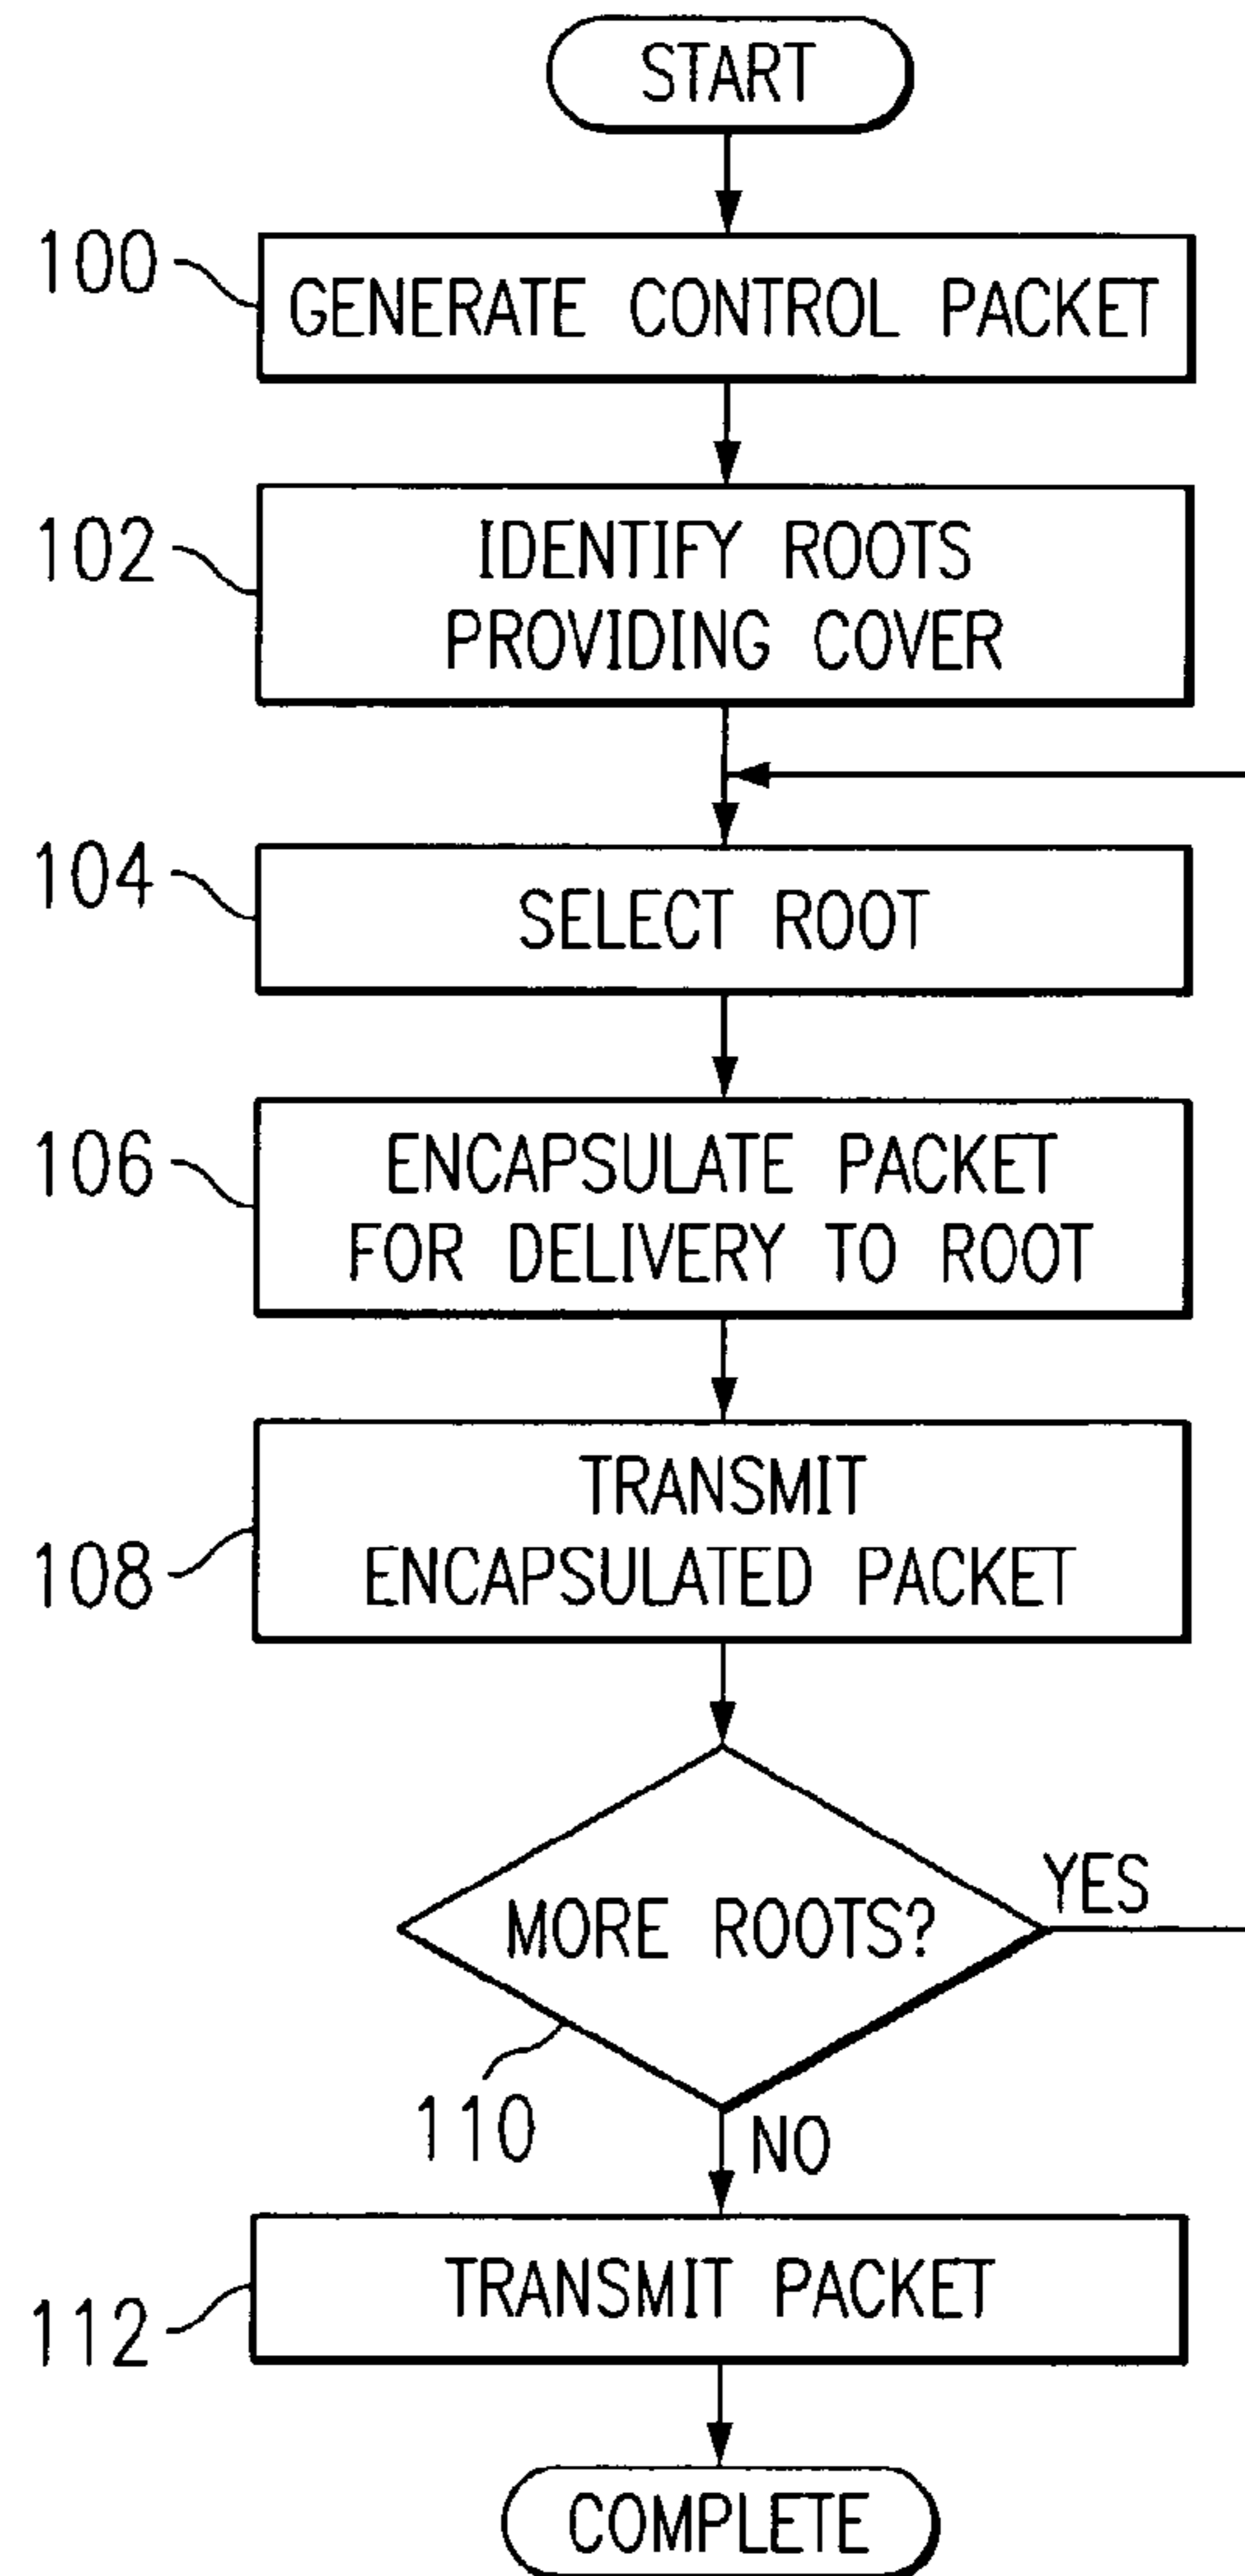 START
100
GENERATE CONTROL PACKET
102
IDENTIFY ROOTS
PROVIDING COVER
104
SELECT ROOT
106
ENCAPSULATE PACKET
FOR DELIVERY TO ROOT
108
TRANSMIT
ENCAPSULATED PACKET
MORE ROOTS?
YES
110
NO
112
TRANSMIT PACKET
COMPLETE